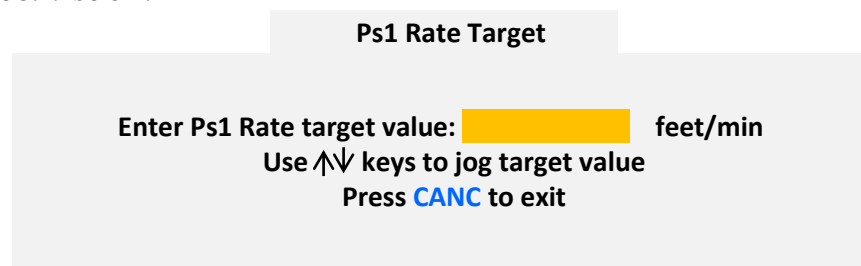 Ps1 Rate Target
Enter Ps1 Rate target value: feet/min
Use ↑↓ keys to jog target value
Press CANC to exit